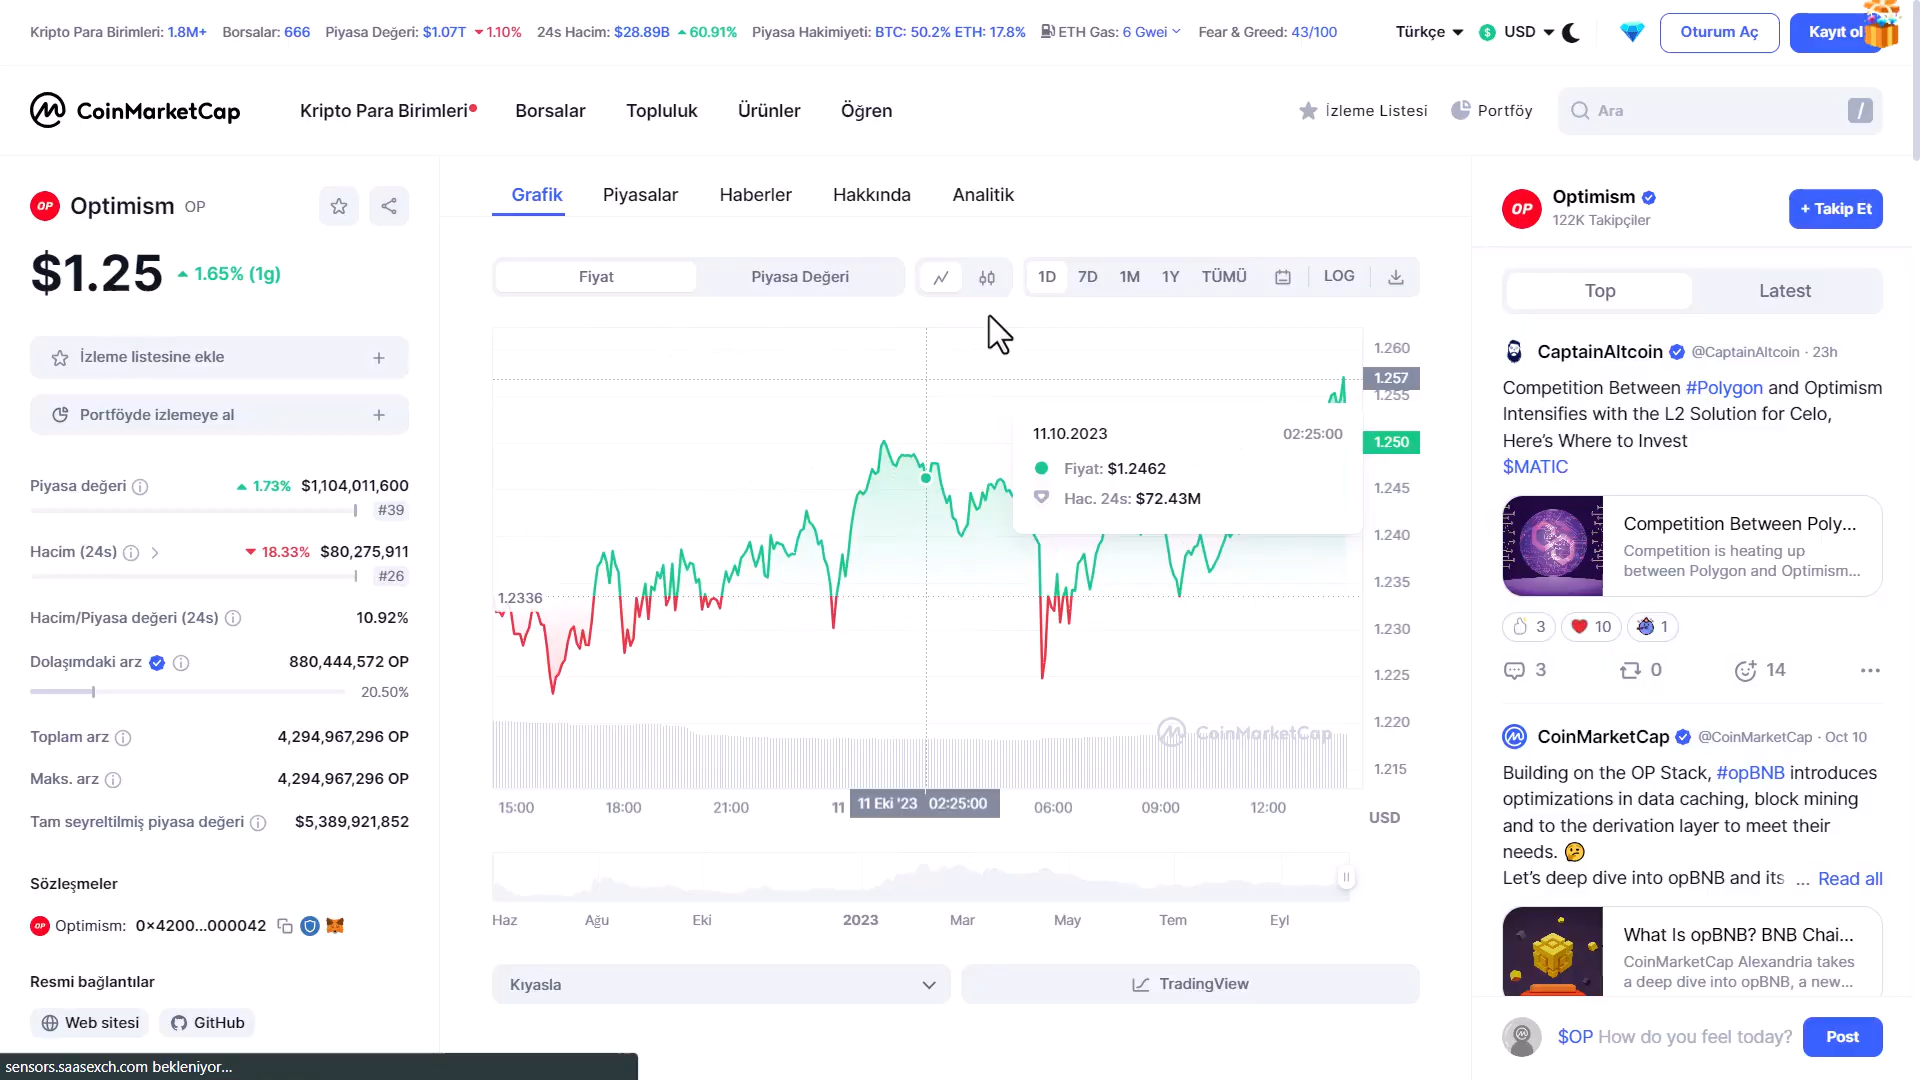 Kripto Para Birimleri: 1.8M+ Borsalar: 666 Piyasa Değeri: $1.07T 1.10% 24s Hacim: $28.89B 60.91% Piyasa Hakimiyeti: BTC: 50.2% ETH: 17.8% ETH Gas: 6 Gwei Fear & Greed: 43/100 Türkçe USD Oturum Aç Kayıt ol
CoinMarketCap Kripto Para Birimleri Borsalar Topluluk Ürünler Öğren İzleme Listesi Portföy Ara /
OP Optimism OP
$1.25 1.65% (1g)
İzleme listesine ekle +
Portföyde izlemeye al +
Piyasa değeri 1.73% $1,104,011,600
#39
Hacim (24s) 18.33% $80,275,911
#26
Hacim/Piyasa değeri (24s) 10.92%
Dolaşımdaki arz 880,444,572 OP
20.50%
Toplam arz 4,294,967,296 OP
Maks. arz 4,294,967,296 OP
Tam seyreltilmiş piyasa değeri $5,389,921,852
Sözleşmeler
OP Optimism: 0x4200...000042
Resmi bağlantılar
Web sitesi GitHub
sensors.saasexch.com bekleniyor...
Grafik Piyasalar Haberler Hakkında Analitik
Fiyat Piyasa Değeri 1D 7D 1M 1Y TÜMÜ LOG
1.260
1.257
1.255
1.250
1.245
1.240
1.235
1.230
1.225
1.220
1.215
1.2336
11.10.2023 02:25:00
Fiyat: $1.2462
Hac. 24s: $72.43M
CoinMarketCap
15:00 18:00 21:00 11 11 Eki '23 02:25:00 06:00 09:00 12:00
USD
Haz Ağu Eki 2023 Mar May Tem Eyl
Kıyasla TradingView
OP Optimism
122K Takipçiler
+ Takip Et
Top Latest
CaptainAltcoin @CaptainAltcoin · 23h
Competition Between #Polygon and Optimism
Intensifies with the L2 Solution for Celo,
Here's Where to Invest
$MATIC
Competition Between Poly...
Competition is heating up
between Polygon and Optimism...
3 10 1
3 0 14
CoinMarketCap @CoinMarketCap · Oct 10
Building on the OP Stack, #opBNB introduces
optimizations in data caching, block mining
and to the derivation layer to meet their
needs. 🤔
Let's deep dive into opBNB and its ... Read all
What Is opBNB? BNB Chai...
CoinMarketCap Alexandria takes
a deep dive into opBNB, a new...
$OP How do you feel today? Post